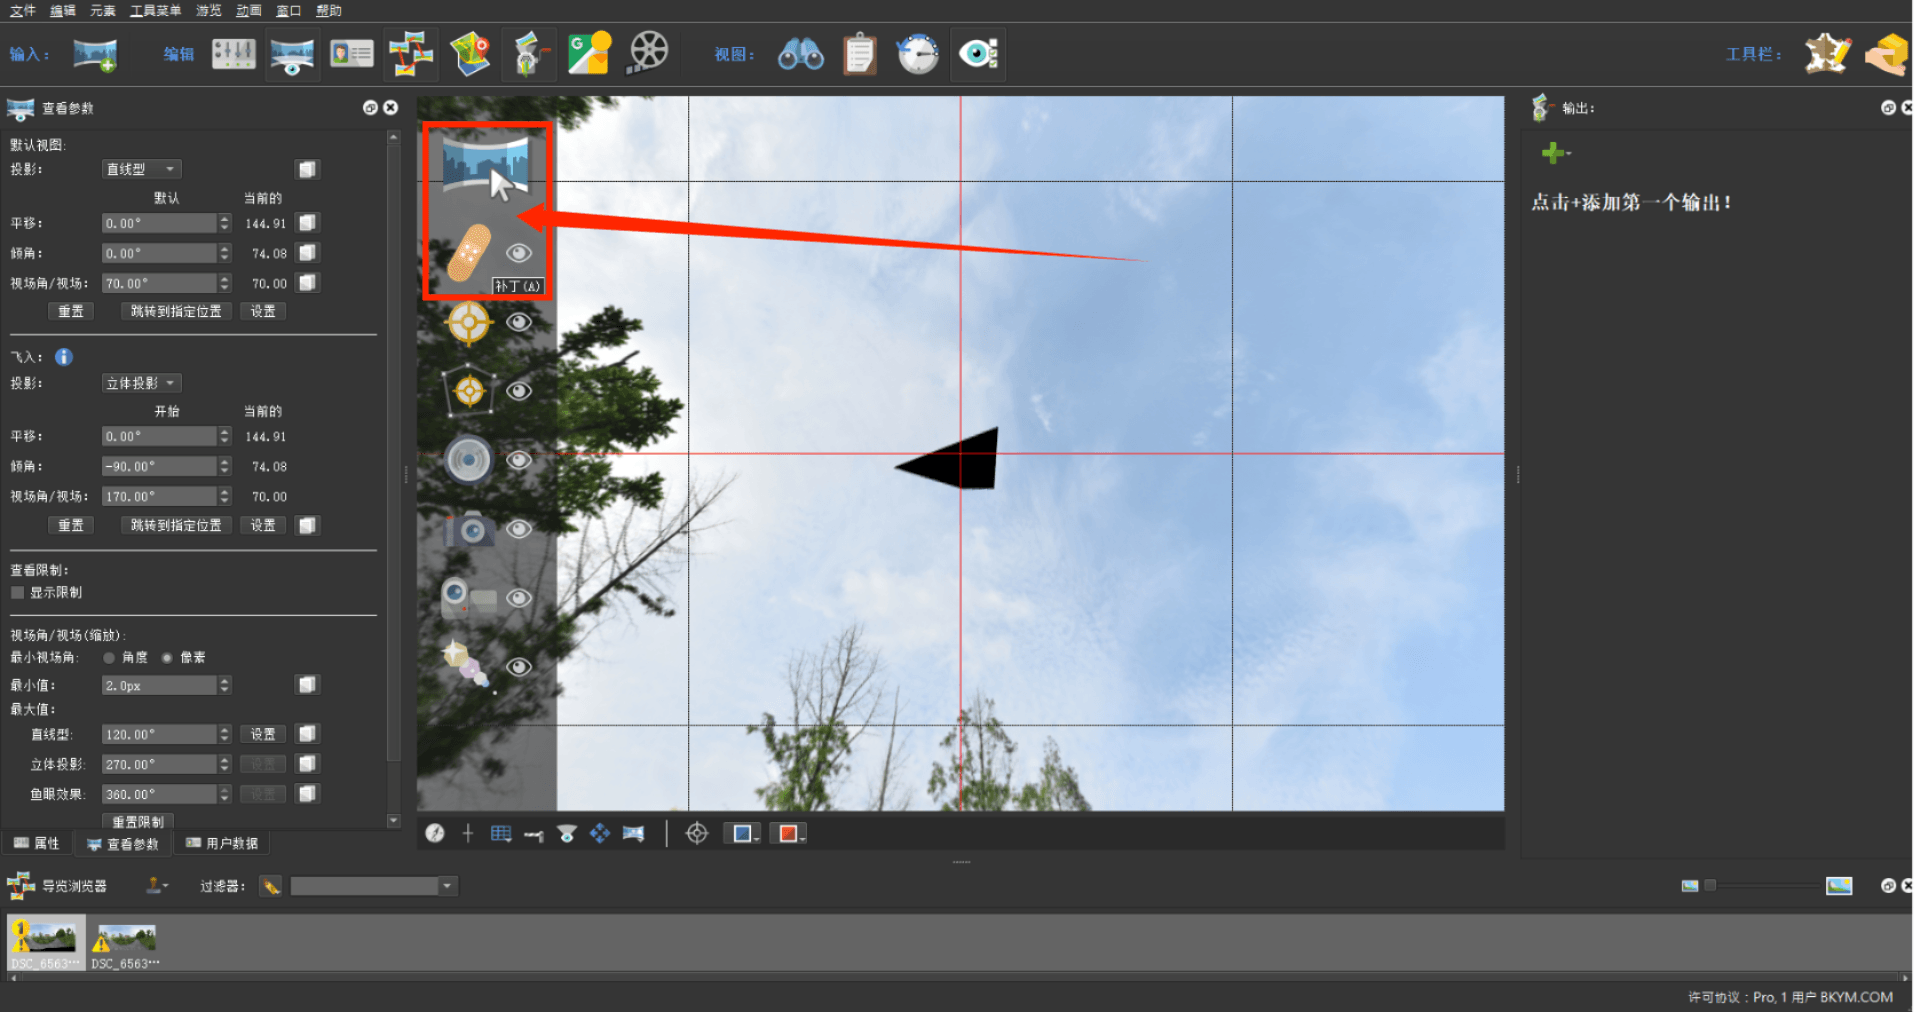 文件 编辑 元素 工具菜单 游览 动画 窗口 帮助
输入： 编辑 视图： 工具栏：
查看参数
默认视图:
投影: 直线型
默认 当前的
平移: 0.00° 144.91
倾角: 0.00° 74.08
视场角/视场: 70.00° 70.00
重置 跳转到指定位置 设置
飞入:
投影: 立体投影
开始 当前的
平移: 0.00° 144.91
倾角: -90.00° 74.08
视场角/视场: 170.00° 70.00
重置 跳转到指定位置 设置
查看限制:
显示限制
视场角/视场(缩放):
最小视场角: 角度 像素
最小值: 2.0px
最大值:
直线型: 120.00° 设置
立体投影: 270.00° 设置
鱼眼效果: 360.00° 设置
重置限制
属性 查看参数 用户数据
补丁(A)
输出:
点击+添加第一个输出!
导览浏览器 过滤器:
DSC_6563… DSC_6563…
许可协议：Pro, 1 用户 BKYM.COM